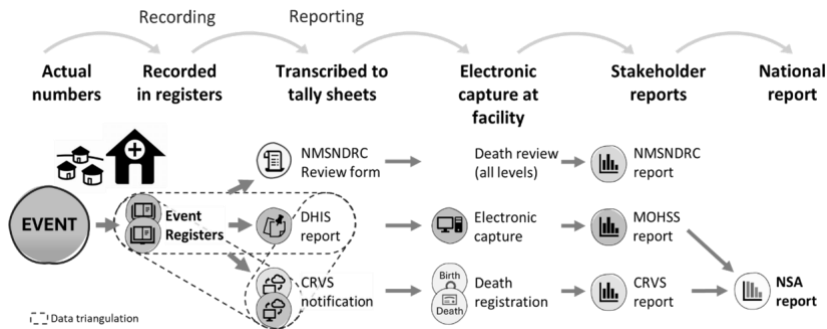 Recording
Reporting
Actual
numbers
Recorded
in registers
Transcribed to
tally sheets
Electronic
capture at
facility
Stakeholder
reports
National
report
NMSNDRC
Review form
Death review
(all levels)
NMSNDRC
report
EVENT
Event
Registers
DHIS
report
Electronic
capture
MOHSS
report
CRVS
notification
Birth
Death
Death
registration
CRVS
report
NSA
report
Data triangulation